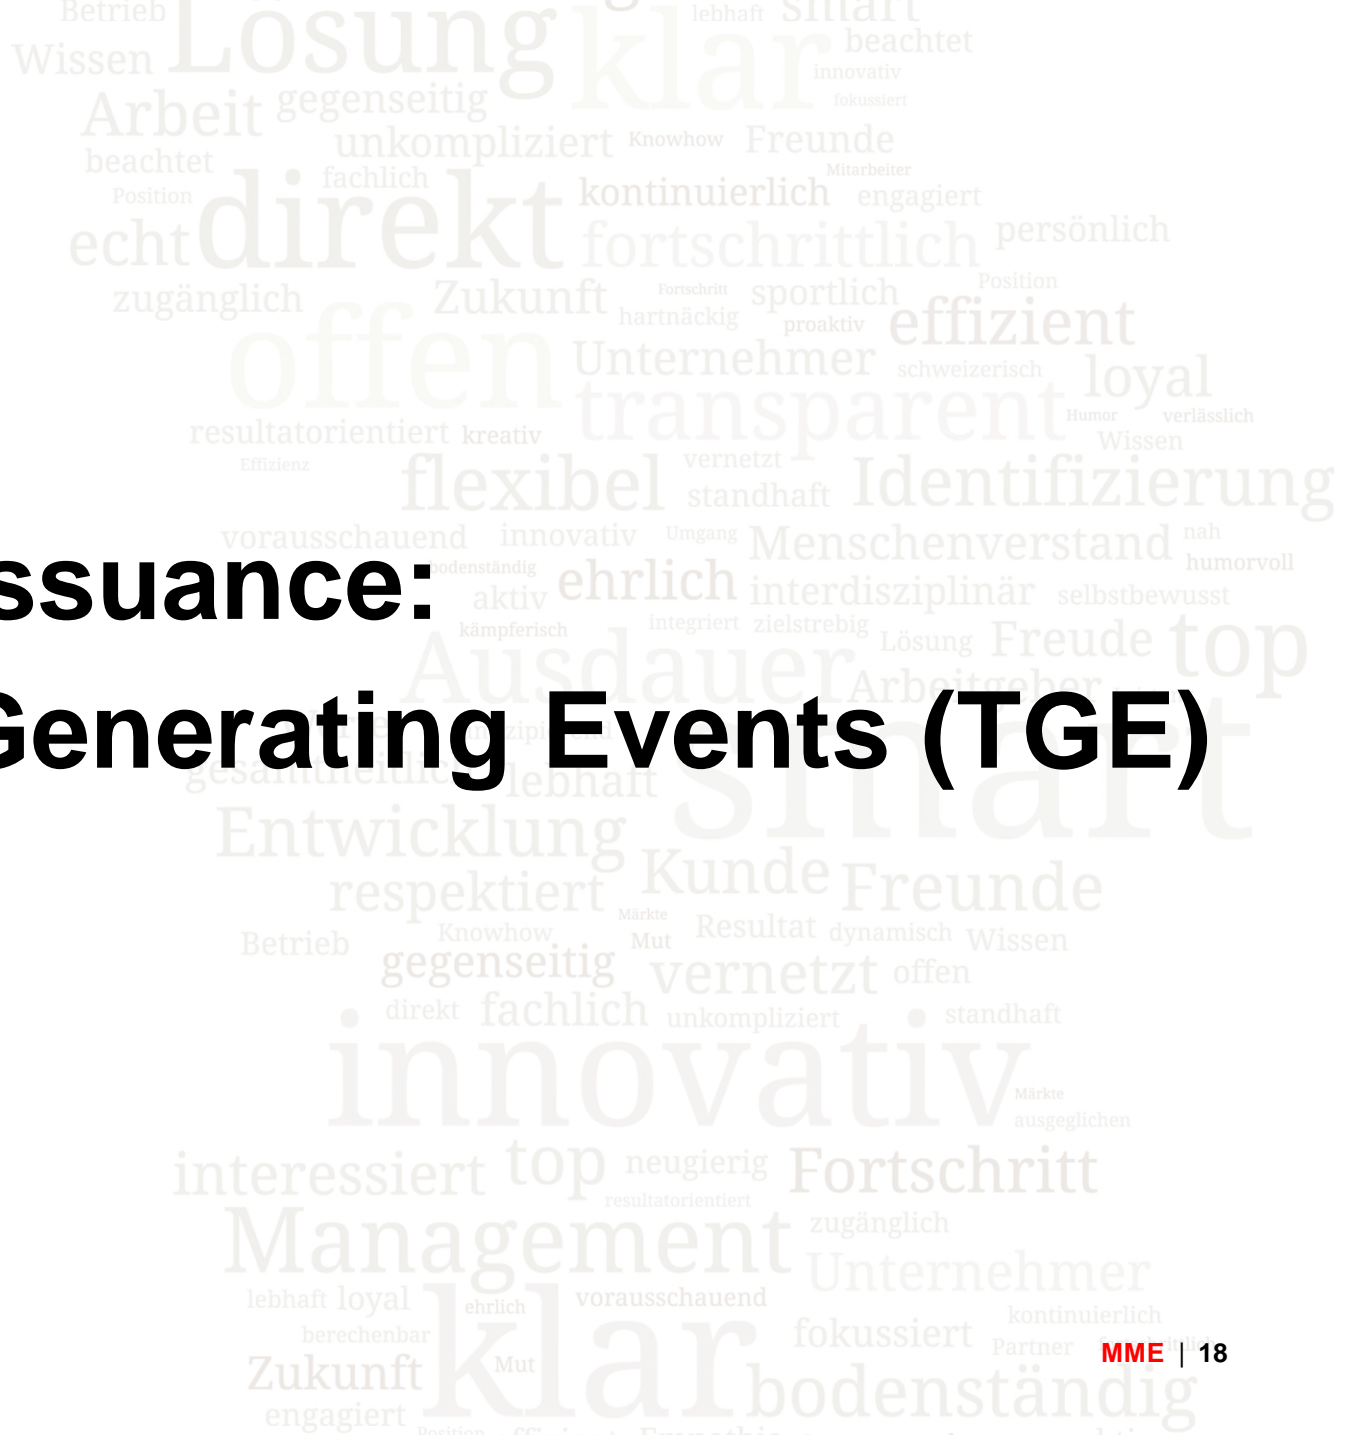 Betrieb lebhaft smart
Wissen Lösung klar beachtet
innovativ
Arbeit gegenseitig fokussiert
unkompliziert Knowhow Freunde
beachtet fachlich Mitarbeiter
Position direkt kontinuierlich engagiert
echt fortschrittlich persönlich
zugänglich Zukunft Fortschritt sportlich Position
hartnäckig proaktiv effizient
offen Unternehmer schweizerisch loyal
transparent Humor verlässlich
resultatorientiert kreativ Wissen
Effizienz flexibel vernetzt Identifizierung
standhaft
vorausschauend innovativ Umgang Menschenverstand nah
bodenständig ehrlich humorvoll
ssuance: aktiv interdisziplinär selbstbewusst
kämpferisch integriert zielstrebig Lösung Freude top
Ausdauer Arbeitgeber
Generating Events (TGE)
gesamtheitlich lebhaft smart
Entwicklung
respektiert Kunde Freunde
Märkte
Betrieb Knowhow Mut Resultat dynamisch Wissen
gegenseitig vernetzt offen
direkt fachlich unkompliziert standhaft
innovativ Märkte
ausgeglichen
interessiert top neugierig Fortschritt
resultatorientiert
Management zugänglich
Unternehmer
lebhaft loyal ehrlich vorausschauend kontinuierlich
berechenbar klar fokussiert Partner
MME | 18
Zukunft Mut bodenständig
engagiert
Position